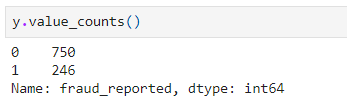 y.value_counts()
0    750
1    246
Name: fraud_reported, dtype: int64